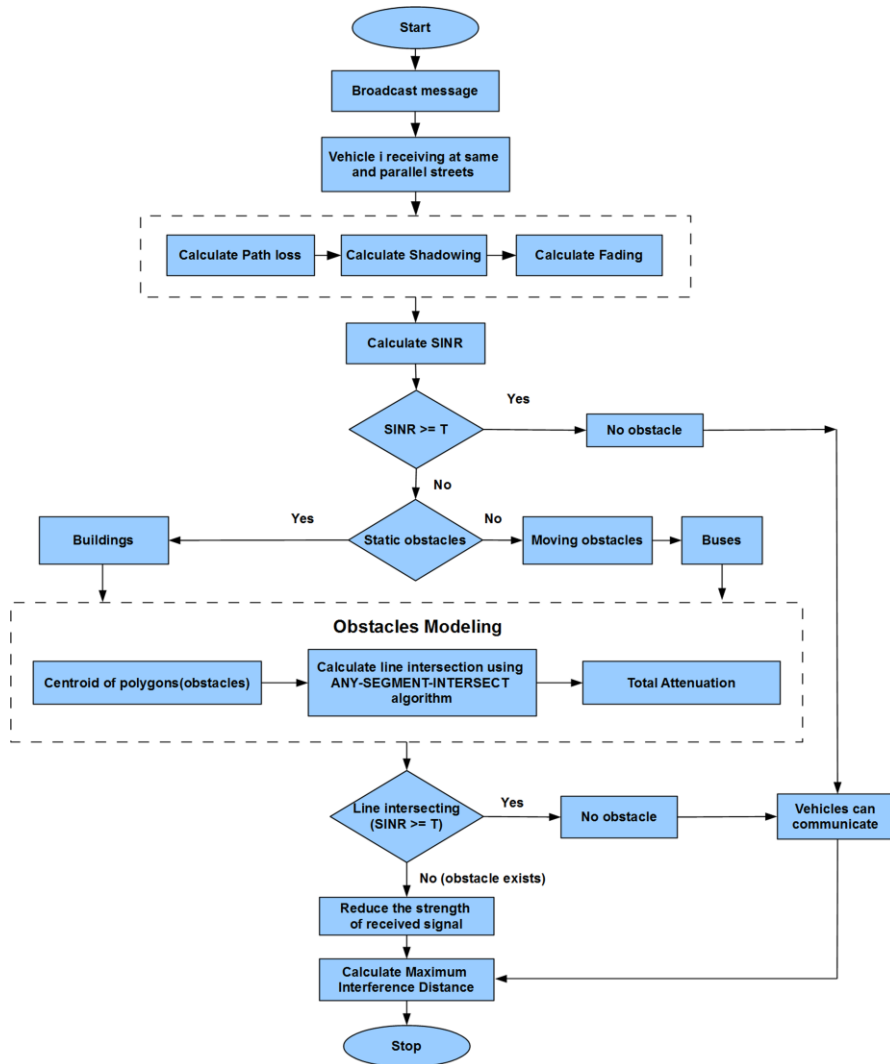 Start
Broadcast message
Vehicle i receiving at same
and parallel streets
Calculate Path loss
Calculate Shadowing
Calculate Fading
Calculate SINR
Yes
SINR >= T
No obstacle
No
Yes
No
Buildings
Static obstacles
Moving obstacles
Buses
Obstacles Modeling
Centroid of polygons(obstacles)
Calculate line intersection using
ANY-SEGMENT-INTERSECT
algorithm
Total Attenuation
Line intersecting
(SINR >= T)
Yes
No obstacle
Vehicles can
communicate
No (obstacle exists)
Reduce the strength
of received signal
Calculate Maximum
Interference Distance
Stop